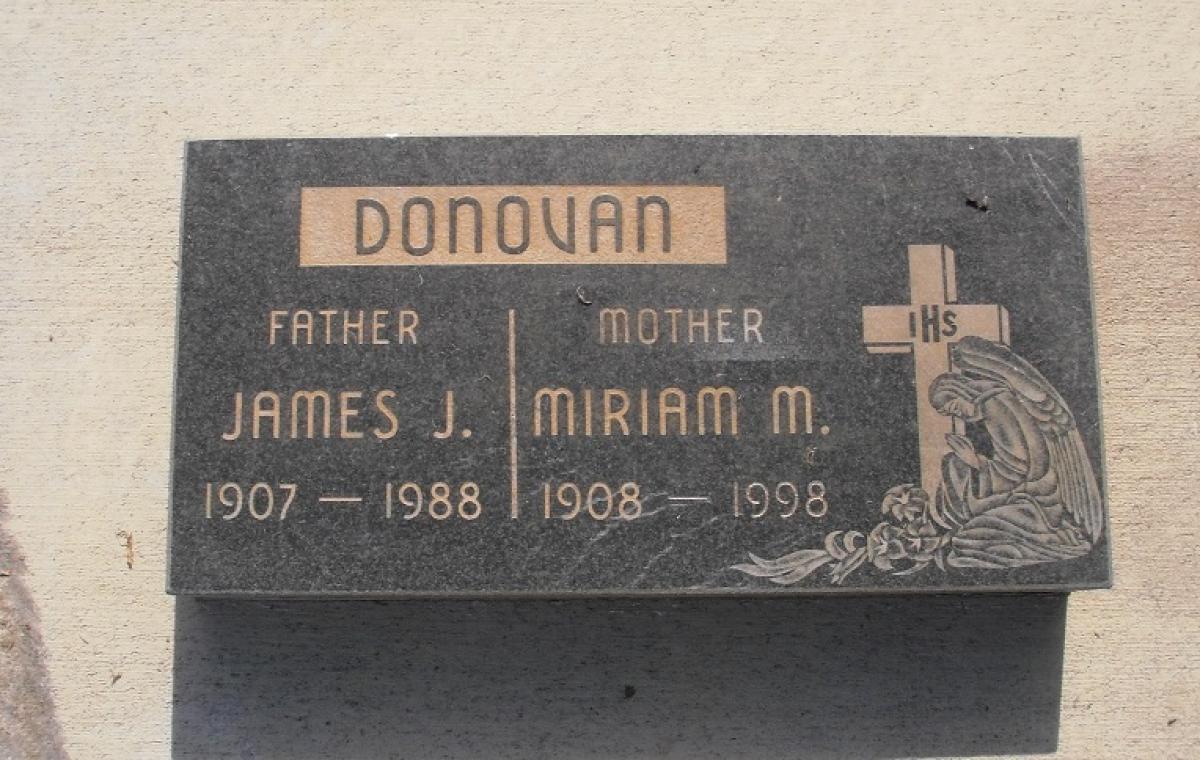 DONOVAN
FATHER
JAMES J.
1907 — 1988
MOTHER
MIRIAM M.
1908 — 1998
IHS